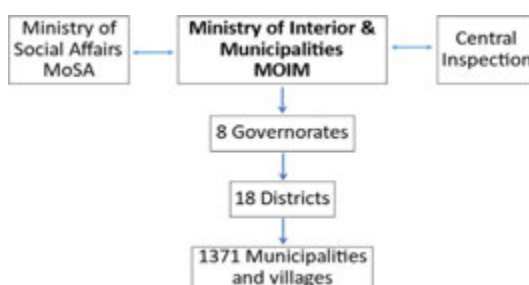 Ministry of
Social Affairs
MoSA
Ministry of Interior &
Municipalities
MOIM
Central
Inspection
8 Governorates
18 Districts
1371 Municipalities
and villages